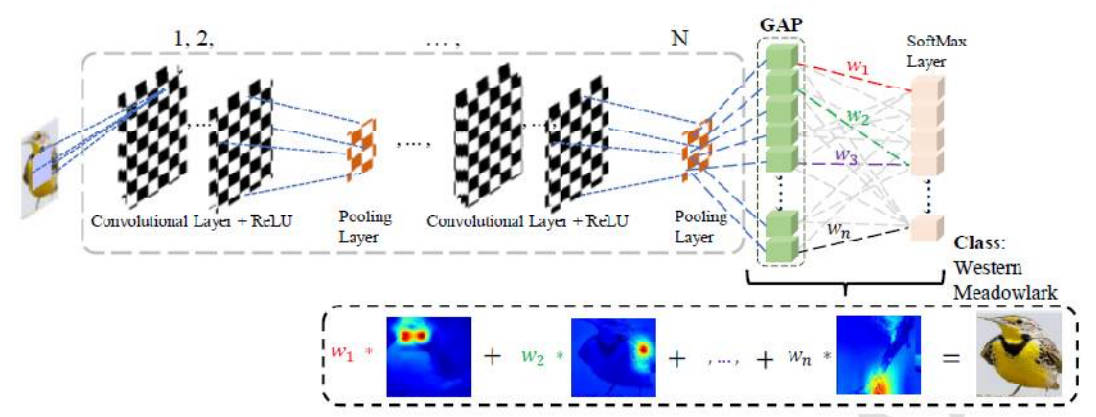 1, 2,
... ,
N
GAP
SoftMax
Layer
w₁
w₂
w₃
wₙ
, ... ,
, ... ,
, ... ,
Convolutional Layer + ReLU
Pooling
Layer
Convolutional Layer + ReLU
Pooling
Layer
Class:
Western
Meadowlark
w₁ * + w₂ * + , ... , + wₙ * =